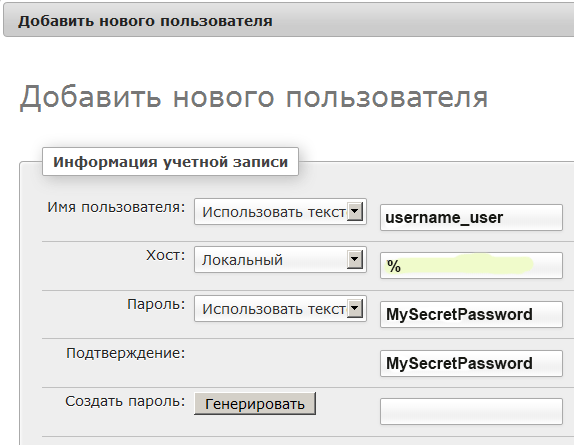 Добавить нового пользователя
Добавить нового пользователя
Информация учетной записи
Имя пользователя: Использовать текст username_user
Хост: Локальный %
Пароль: Использовать текст MySecretPassword
Подтверждение: MySecretPassword
Создать пароль: Генерировать